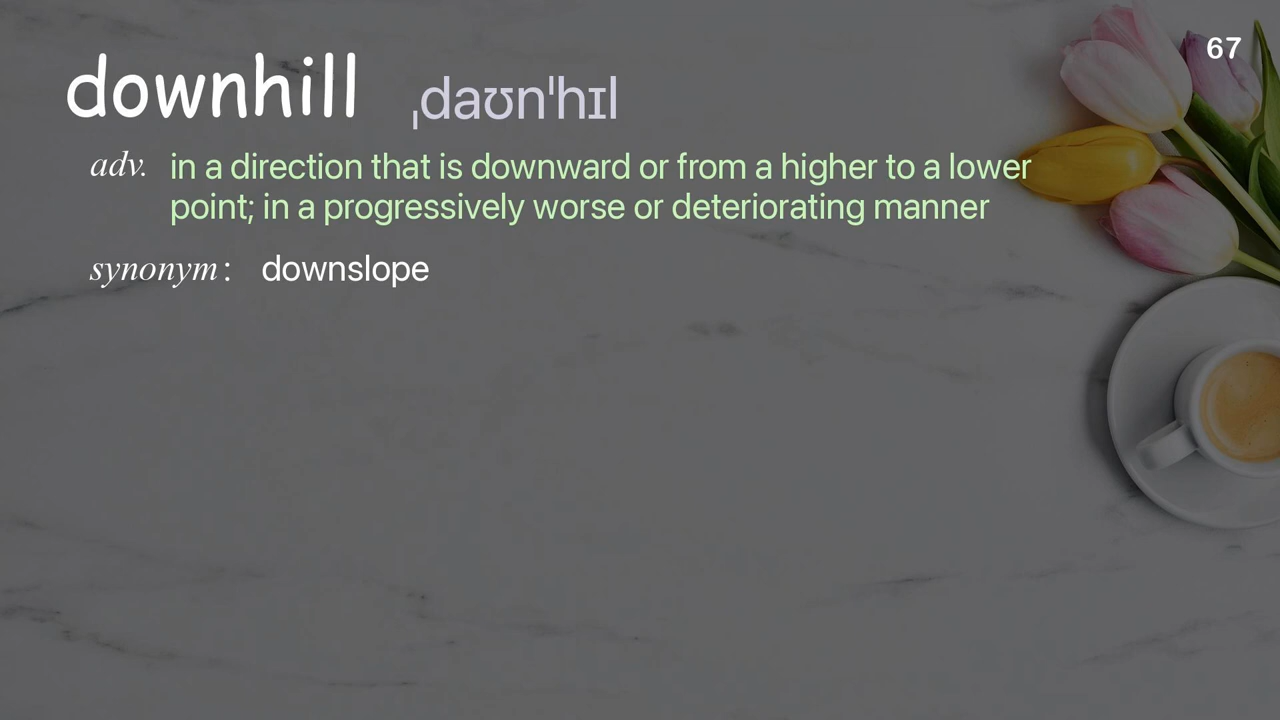 67
downhill ˌdaʊnˈhɪl
adv. in a direction that is downward or from a higher to a lower
point; in a progressively worse or deteriorating manner
synonym: downslope